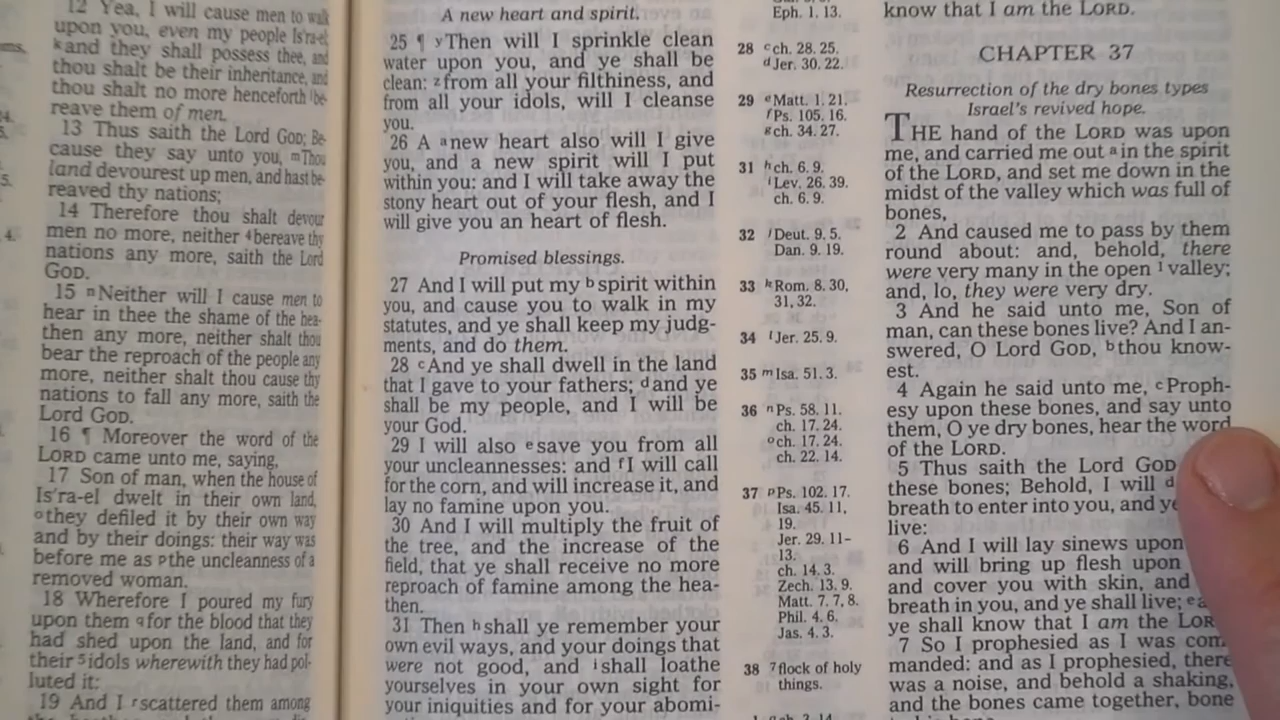 12 Yea, I will cause men to walk
upon you, even my people Is'ra-el;
k and they shall possess thee, and
thou shalt be their inheritance, and
thou shalt no more henceforth l be-
reave them of men.
13 Thus saith the Lord GOD; Be-
cause they say unto you, m Thou
land devourest up men, and hast be-
reaved thy nations;
14 Therefore thou shalt devour
men no more, neither 4 bereave thy
nations any more, saith the Lord
GOD.
15 n Neither will I cause men to
hear in thee the shame of the hea-
then any more, neither shalt thou
bear the reproach of the people any
more, neither shalt thou cause thy
nations to fall any more, saith the
Lord GOD.
16 ¶ Moreover the word of the
LORD came unto me, saying,
17 Son of man, when the house of
Is'ra-el dwelt in their own land,
o they defiled it by their own way
and by their doings: their way was
before me as p the uncleanness of a
removed woman.
18 Wherefore I poured my fury
upon them q for the blood that they
had shed upon the land, and for
their 5 idols wherewith they had pol-
luted it:
19 And I r scattered them among
A new heart and spirit.
25 ¶ y Then will I sprinkle clean
water upon you, and ye shall be
clean: z from all your filthiness, and
from all your idols, will I cleanse
you.
26 A a new heart also will I give
you, and a new spirit will I put
within you: and I will take away the
stony heart out of your flesh, and I
will give you an heart of flesh.
Promised blessings.
27 And I will put my b spirit within
you, and cause you to walk in my
statutes, and ye shall keep my judg-
ments, and do them.
28 c And ye shall dwell in the land
that I gave to your fathers; d and ye
shall be my people, and I will be
your God.
29 I will also e save you from all
your uncleannesses: and f I will call
for the corn, and will increase it, and
lay no famine upon you.
30 And I will multiply the fruit of
the tree, and the increase of the
field, that ye shall receive no more
reproach of famine among the hea-
then.
31 Then h shall ye remember your
own evil ways, and your doings that
were not good, and i shall loathe
yourselves in your own sight for
your iniquities and for your abomi-
Eph. 1. 13.
28 c ch. 28. 25.
d Jer. 30. 22.
29 e Matt. 1. 21.
f Ps. 105. 16.
g ch. 34. 27.
31 h ch. 6. 9.
i Lev. 26. 39.
ch. 6. 9.
32 j Deut. 9. 5.
Dan. 9. 19.
33 k Rom. 8. 30,
31, 32.
34 l Jer. 25. 9.
35 m Isa. 51. 3.
36 n Ps. 58. 11.
ch. 17. 24.
o ch. 17. 24.
ch. 22. 14.
37 p Ps. 102. 17.
Isa. 45. 11,
19.
Jer. 29. 11–
13.
ch. 14. 3.
Zech. 13. 9.
Matt. 7. 7, 8.
Phil. 4. 6.
Jas. 4. 3.
38 7 flock of holy
things.
know that I am the LORD.
CHAPTER 37
Resurrection of the dry bones types
Israel's revived hope.
THE hand of the LORD was upon
me, and carried me out a in the spirit
of the LORD, and set me down in the
midst of the valley which was full of
bones,
2 And caused me to pass by them
round about: and, behold, there
were very many in the open 1 valley;
and, lo, they were very dry.
3 And he said unto me, Son of
man, can these bones live? And I an-
swered, O Lord GOD, b thou know-
est.
4 Again he said unto me, c Proph-
esy upon these bones, and say unto
them, O ye dry bones, hear the word
of the LORD.
5 Thus saith the Lord GOD
these bones; Behold, I will
breath to enter into you, and ye
live:
6 And I will lay sinews upon
and will bring up flesh upon
and cover you with skin, and
breath in you, and ye shall live; e
ye shall know that I am the
7 So I prophesied as I was com
manded: and as I prophesied, there
was a noise, and behold a shaking,
and the bones came together, bone